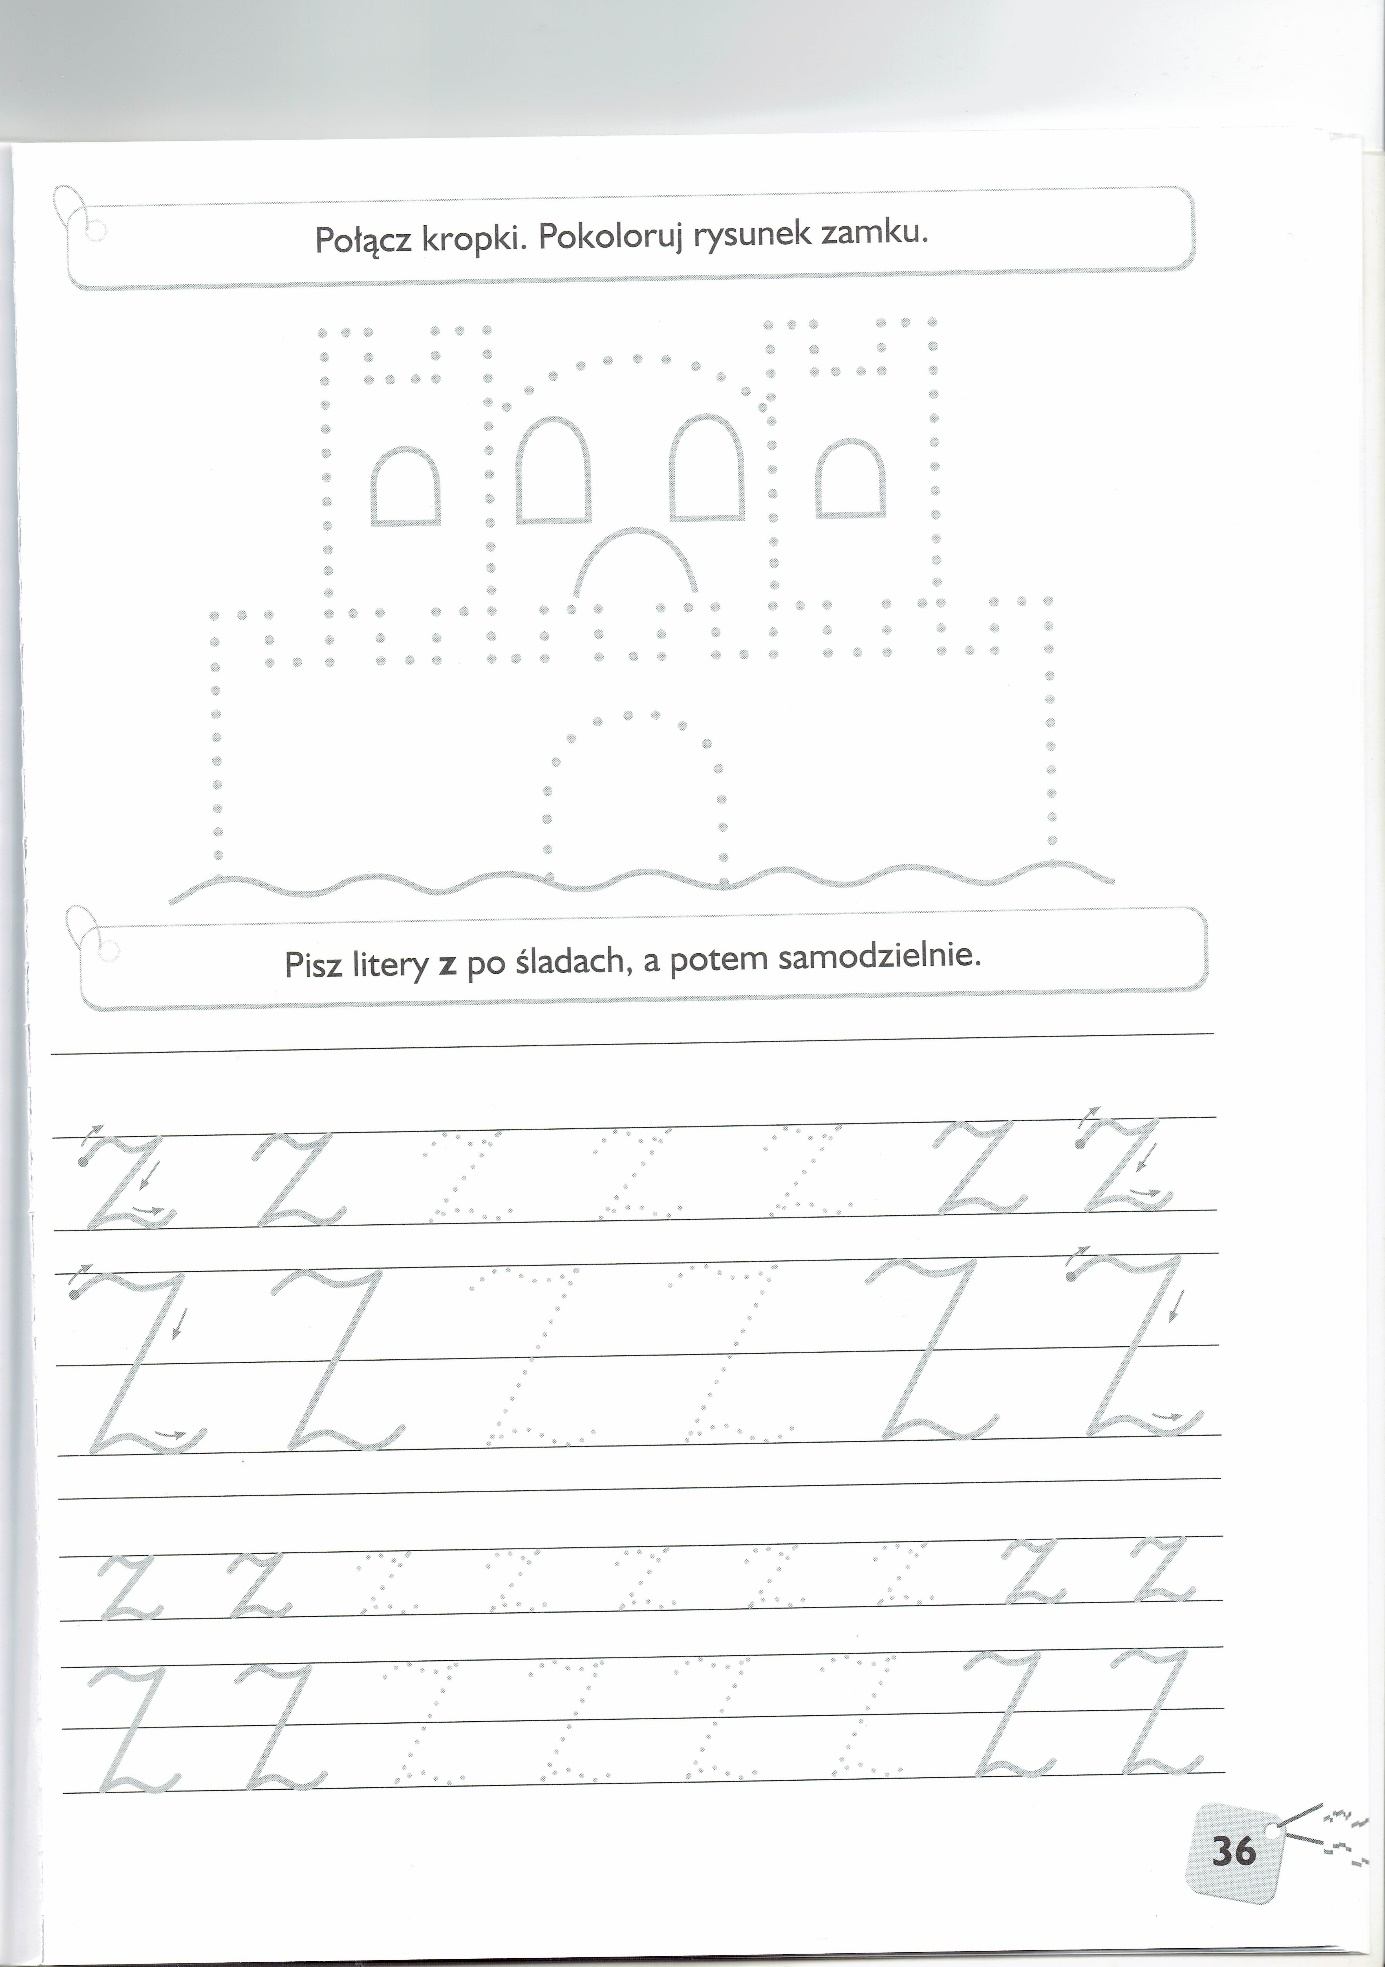 Połącz kropki. Pokoloruj rysunek zamku.
Pisz litery z po śladach, a potem samodzielnie.
z z z z z z z
Z Z Z Z Z Z
z z z z z z z z z
Z Z Z Z Z Z Z Z
36